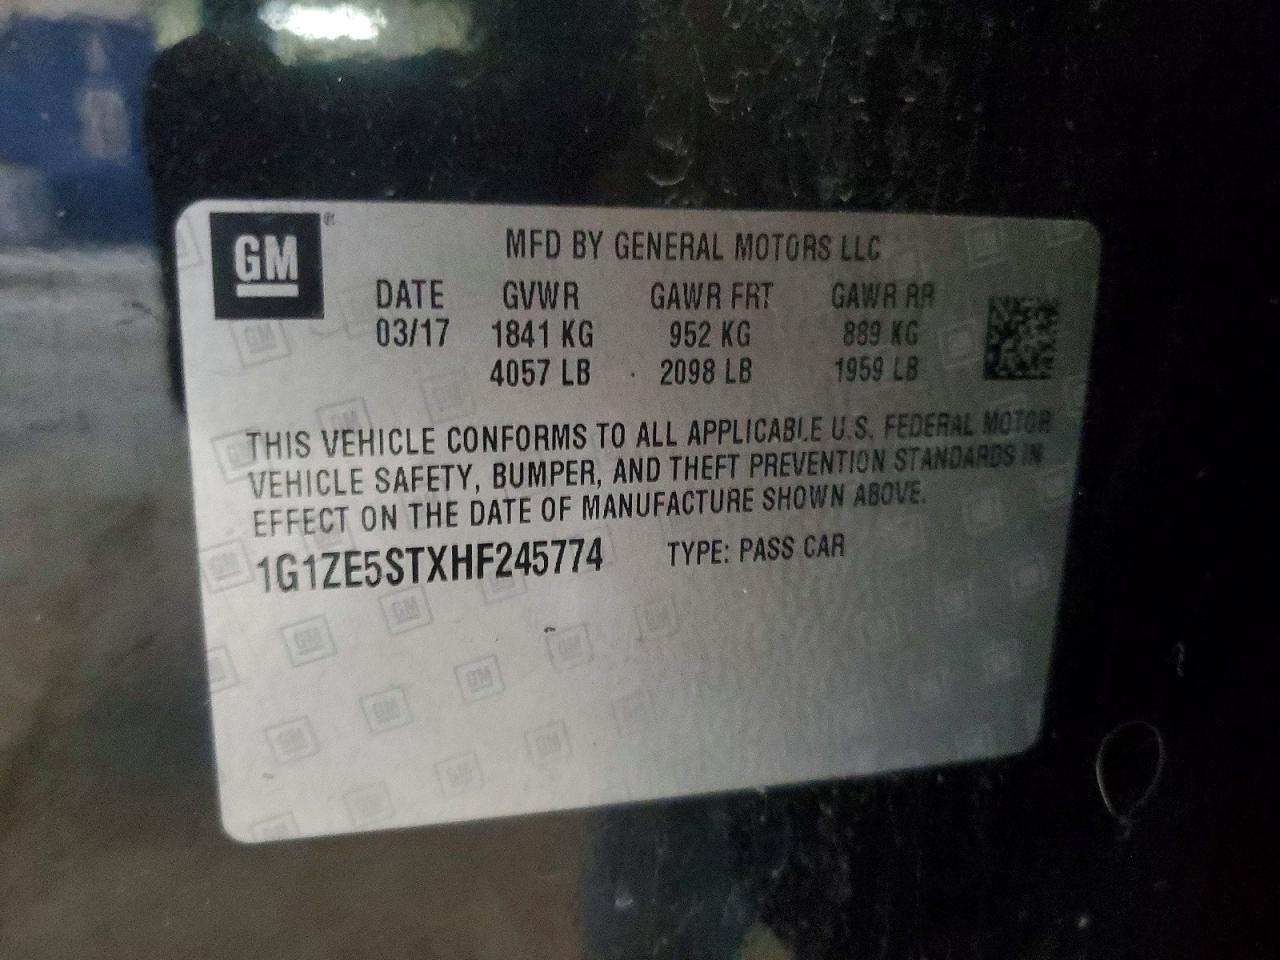 GM ®
MFD BY GENERAL MOTORS LLC
DATE GVWR GAWR FRT GAWR RR
03/17 1841 KG 952 KG 889 KG
4057 LB 2098 LB 1959 LB
THIS VEHICLE CONFORMS TO ALL APPLICABLE U.S. FEDERAL MOTOR
VEHICLE SAFETY, BUMPER, AND THEFT PREVENTION STANDARDS IN
EFFECT ON THE DATE OF MANUFACTURE SHOWN ABOVE.
1G1ZE5STXHF245774 TYPE: PASS CAR